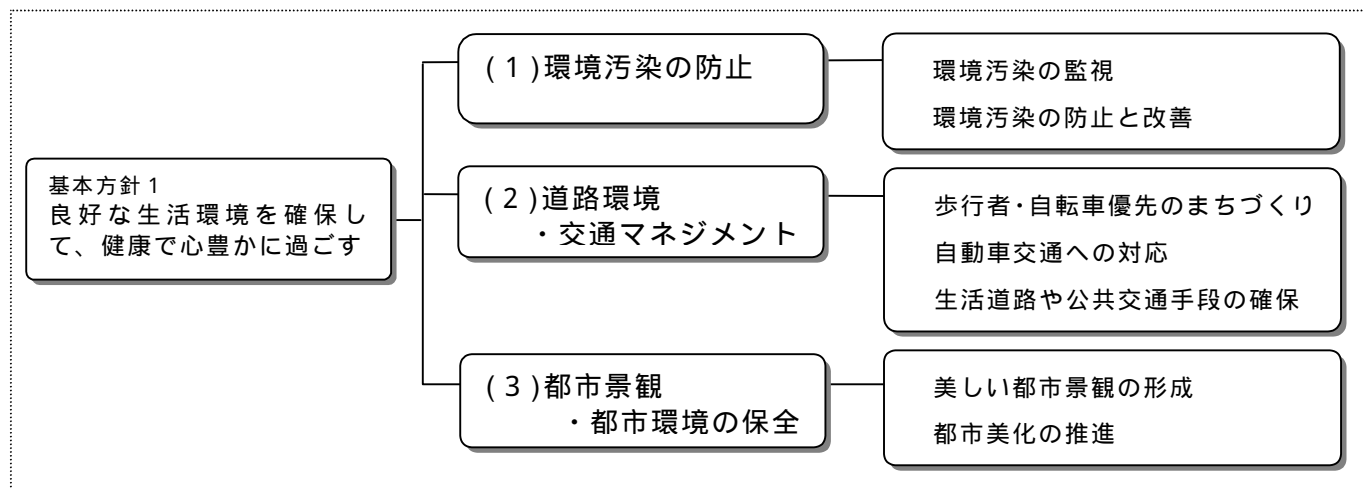 基本方針1
良好な生活環境を確保し
て、健康で心豊かに過ごす
(1)環境汚染の防止
環境汚染の監視
環境汚染の防止と改善
(2)道路環境
・交通マネジメント
歩行者・自転車優先のまちづくり
自動車交通への対応
生活道路や公共交通手段の確保
(3)都市景観
・都市環境の保全
美しい都市景観の形成
都市美化の推進